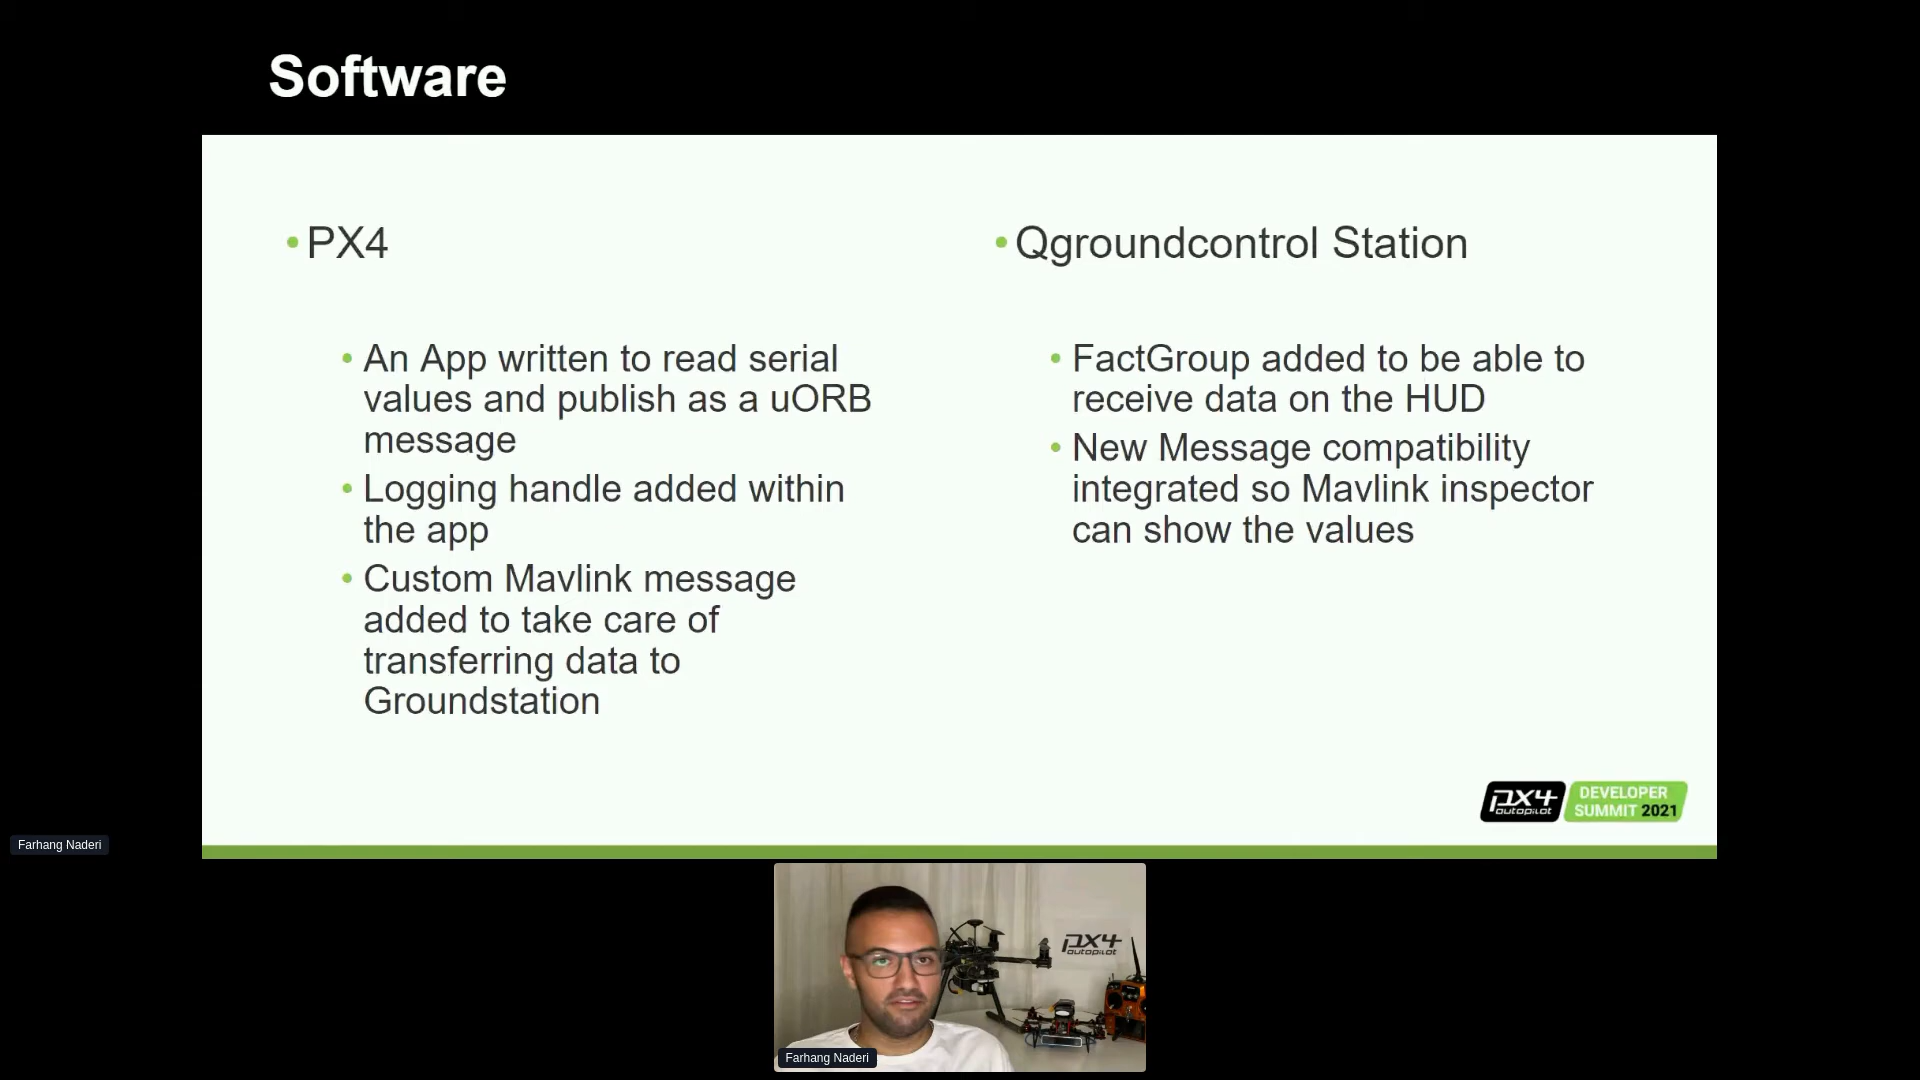 Software
• PX4
• An App written to read serial
values and publish as a uORB
message
• Logging handle added within
the app
• Custom Mavlink message
added to take care of
transferring data to
Groundstation
• Qgroundcontrol Station
• FactGroup added to be able to
receive data on the HUD
• New Message compatibility
integrated so Mavlink inspector
can show the values
px4
autopilot
DEVELOPER
SUMMIT 2021
Farhang Naderi
px4
autopilot
Farhang Naderi